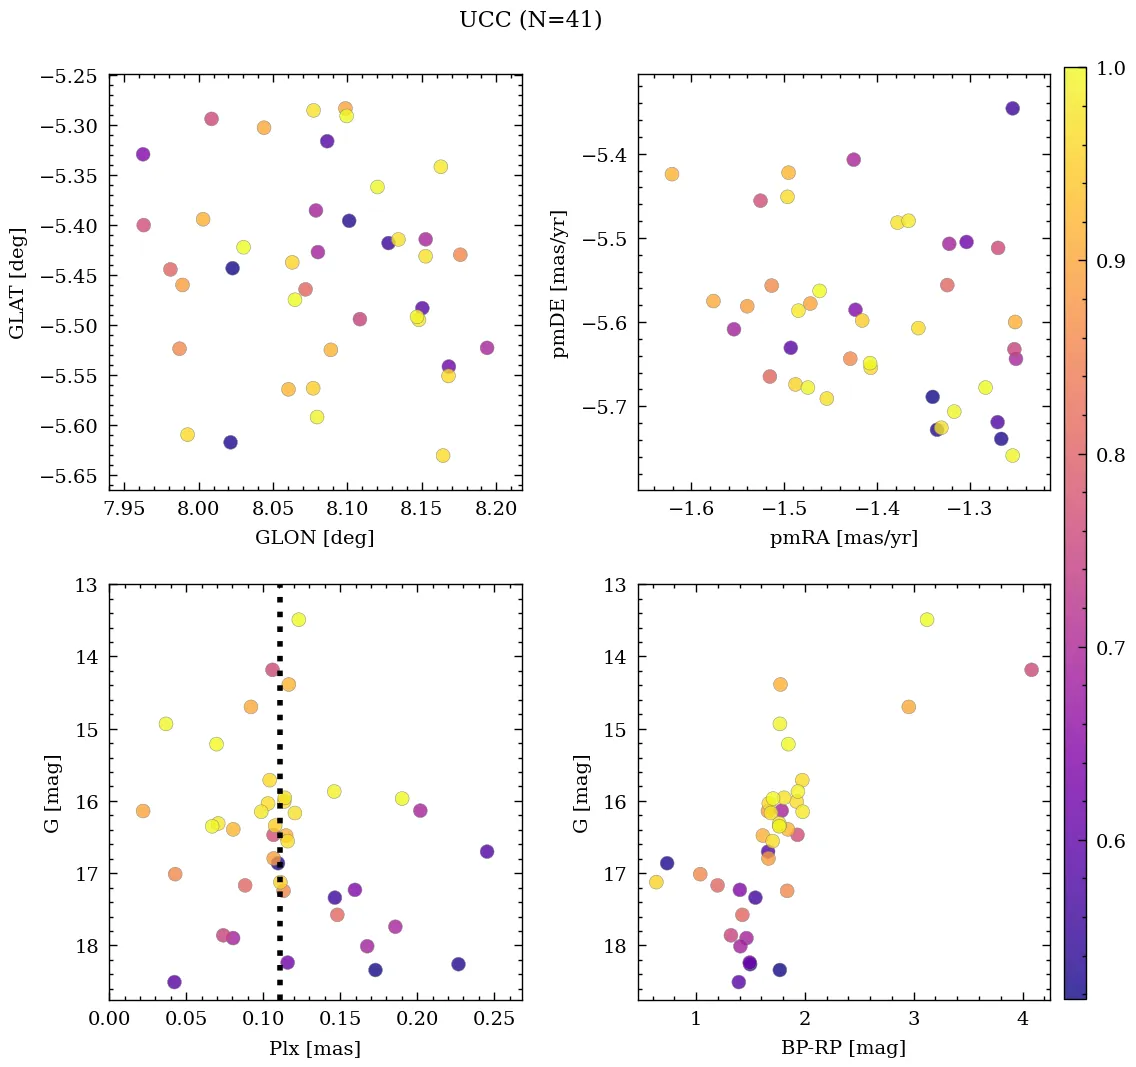 UCC (N=41)
−5.25
−5.30
−5.35
−5.40
−5.45
−5.50
−5.55
−5.60
−5.65
GLAT [deg]
7.95 8.00 8.05 8.10 8.15 8.20
GLON [deg]
−5.4
−5.5
−5.6
−5.7
pmDE [mas/yr]
−1.6 −1.5 −1.4 −1.3
pmRA [mas/yr]
13
14
15
16
17
18
G [mag]
0.00 0.05 0.10 0.15 0.20 0.25
Plx [mas]
13
14
15
16
17
18
G [mag]
1 2 3 4
BP-RP [mag]
1.0
0.9
0.8
0.7
0.6